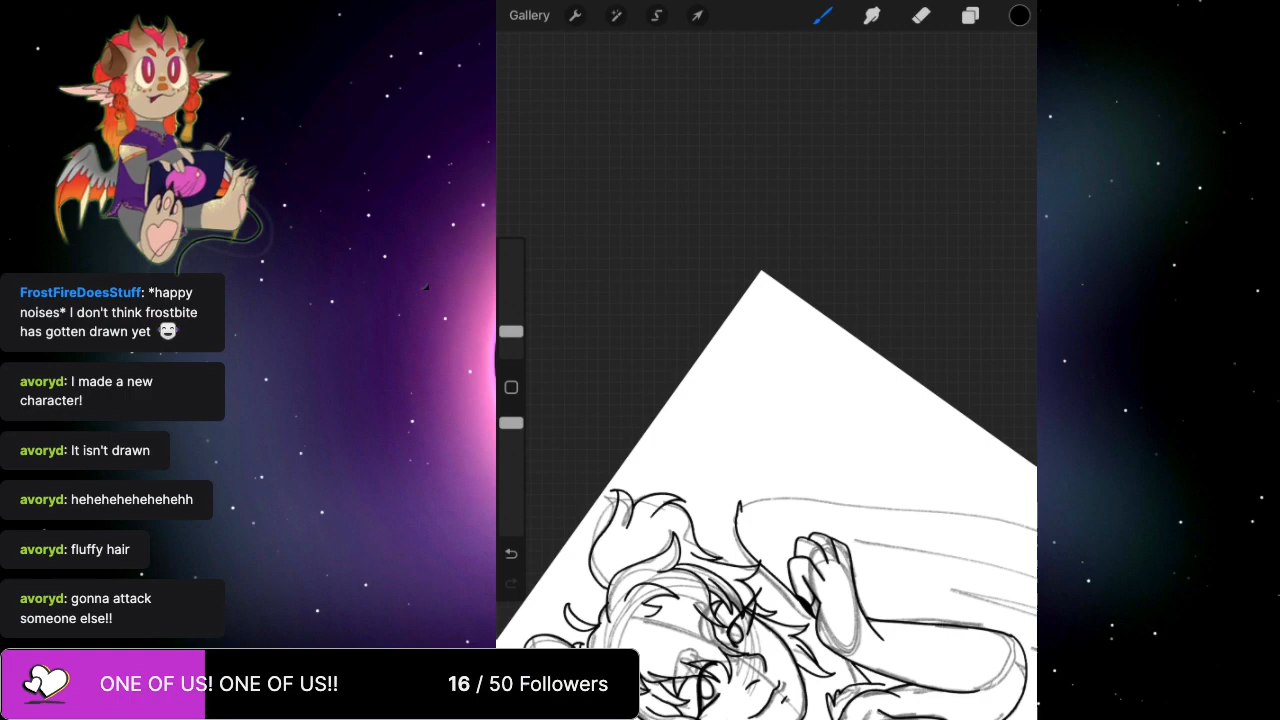 Gallery
FrostFireDoesStuff: *happy
noises* I don't think frostbite
has gotten drawn yet
avoryd: I made a new
character!
avoryd: It isn't drawn
avoryd: hehehehehehehehh
avoryd: fluffy hair
avoryd: gonna attack
someone else!!
ONE OF US! ONE OF US!! 16 / 50 Followers